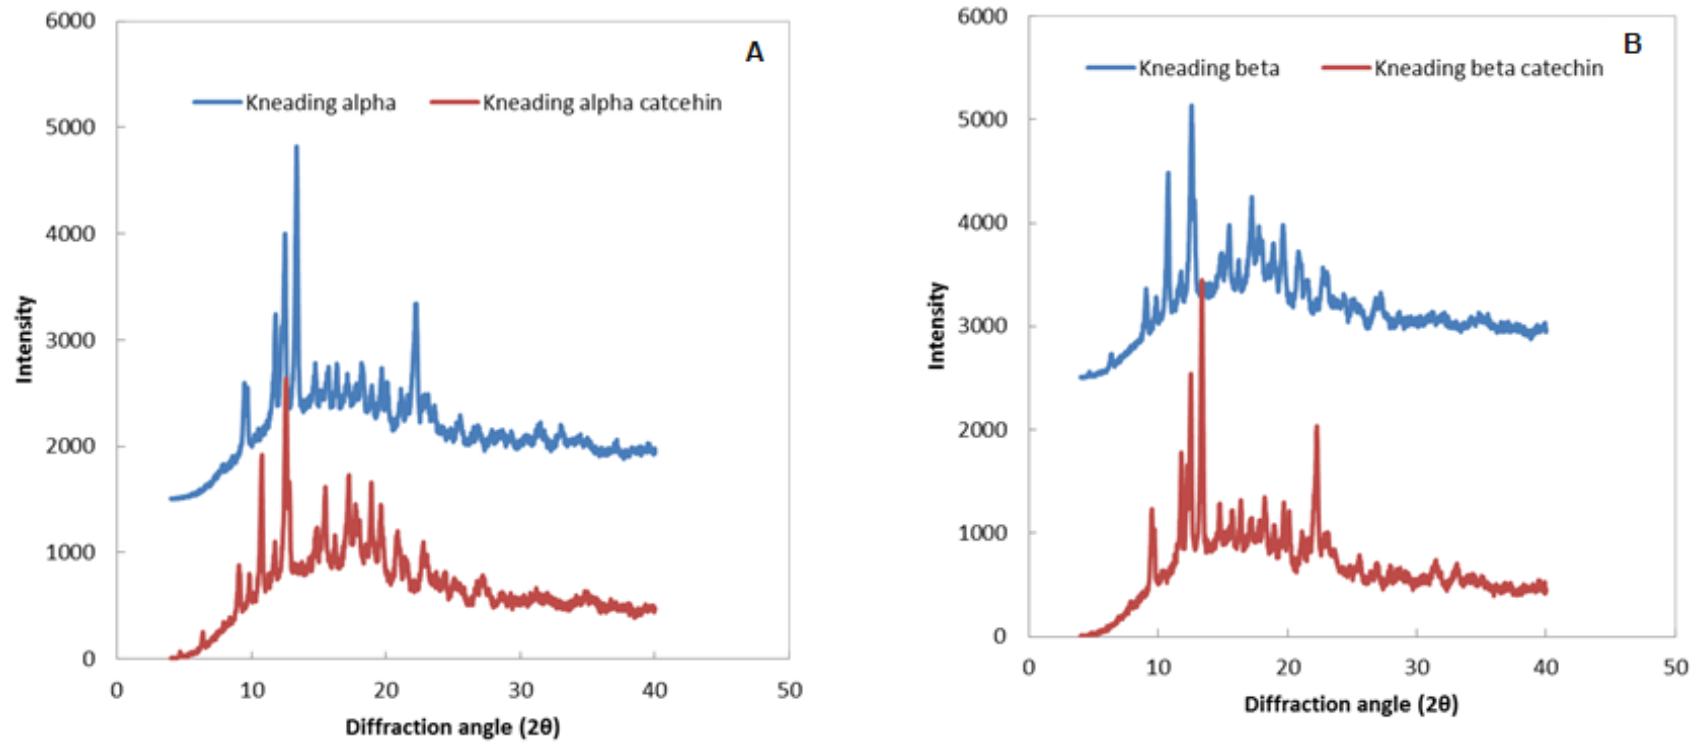 A
Kneading alpha
Kneading alpha catcehin
6000
5000
4000
3000
2000
1000
0
Intensity
0 10 20 30 40 50
Diffraction angle (2θ)
B
Kneading beta
Kneading beta catechin
6000
5000
4000
3000
2000
1000
0
Intensity
0 10 20 30 40 50
Diffraction angle (2θ)